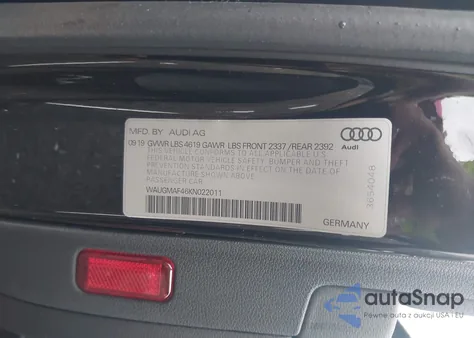 MFD. BY AUDI AG
09 19 GVWR LBS 4619 GAWR LBS FRONT 2337 /REAR 2392
THIS VEHICLE CONFORMS TO ALL APPLICABLE U.S.
FEDERAL MOTOR VEHICLE SAFETY, BUMPER AND THEFT
PREVENTION STANDARDS IN EFFECT ON THE DATE OF
MANUFACTURE SHOWN ABOVE
PASSENGER CAR
WAUGMAF46KN022011
Audi
3654048
GERMANY
autoSnap
Pewne auta z aukcji USA i EU